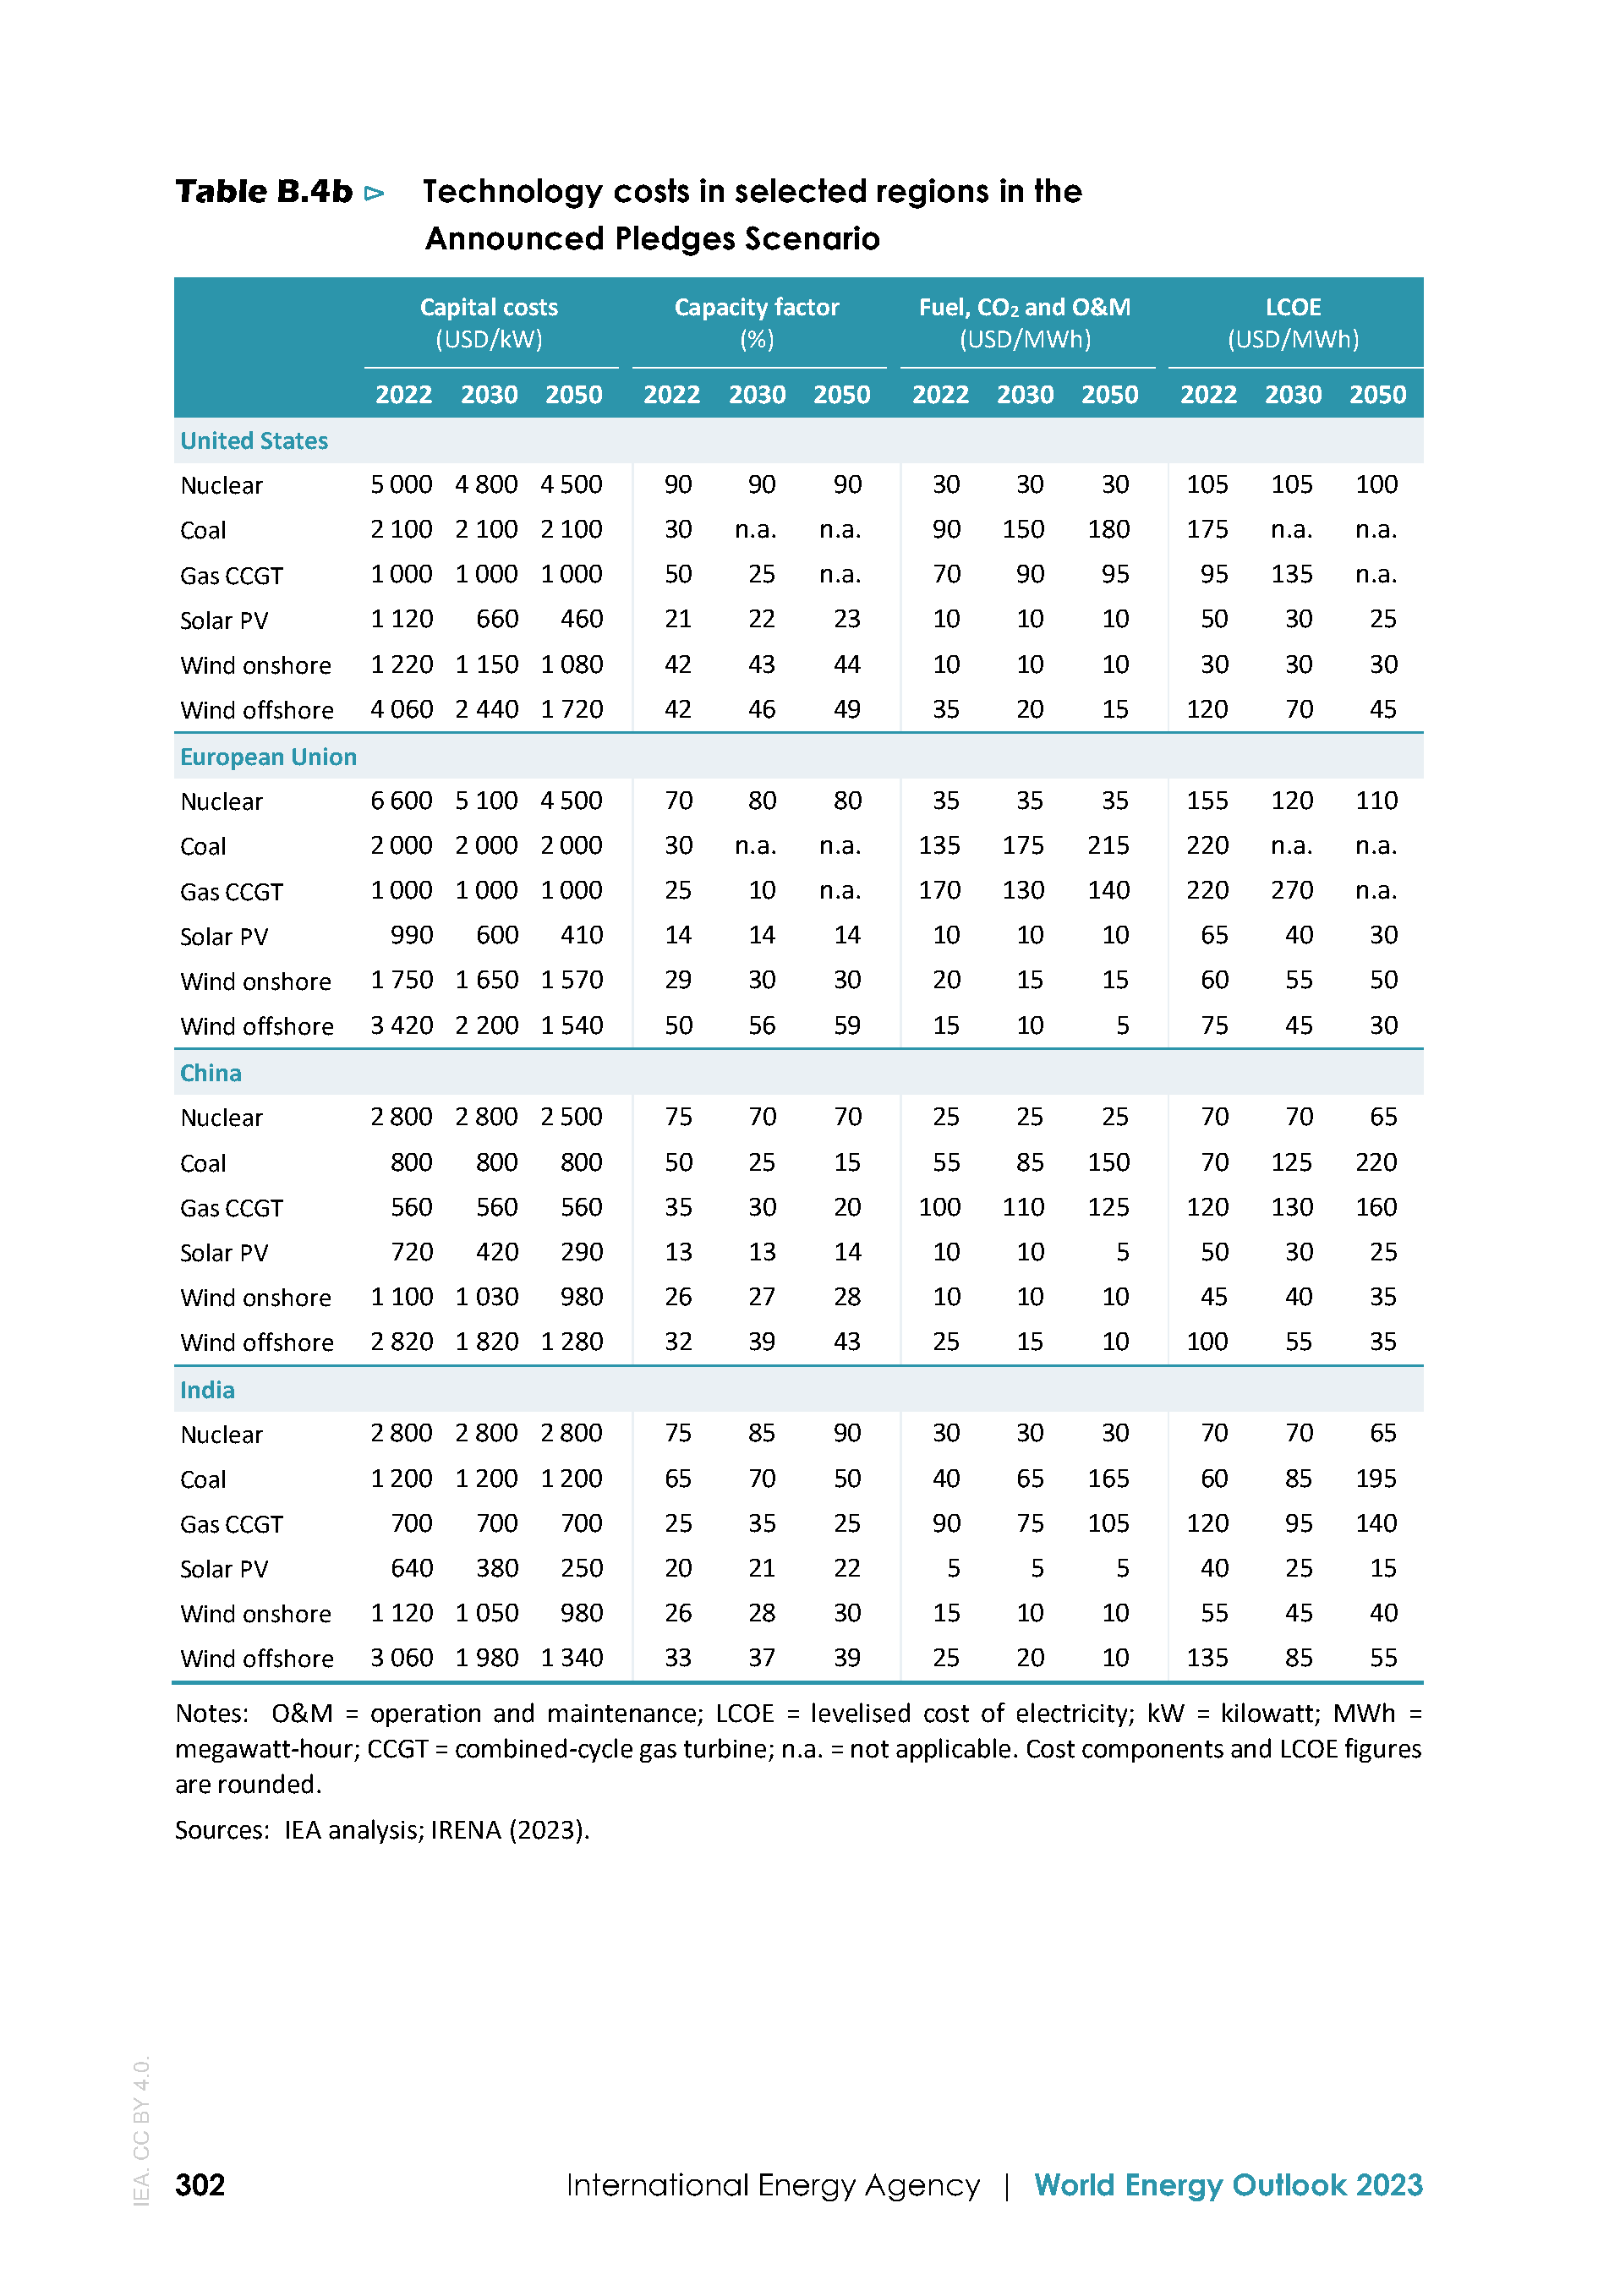 Table B.4b ⊳ Technology costs in selected regions in the
Announced Pledges Scenario
Capital costs Capacity factor Fuel, CO₂ and O&M LCOE
(USD/kW) (%) (USD/MWh) (USD/MWh)
2022 2030 2050 2022 2030 2050 2022 2030 2050 2022 2030 2050
United States
Nuclear 5 000 4 800 4 500 90 90 90 30 30 30 105 105 100
Coal 2 100 2 100 2 100 30 n.a. n.a. 90 150 180 175 n.a. n.a.
Gas CCGT 1 000 1 000 1 000 50 25 n.a. 70 90 95 95 135 n.a.
Solar PV 1 120 660 460 21 22 23 10 10 10 50 30 25
Wind onshore 1 220 1 150 1 080 42 43 44 10 10 10 30 30 30
Wind offshore 4 060 2 440 1 720 42 46 49 35 20 15 120 70 45
European Union
Nuclear 6 600 5 100 4 500 70 80 80 35 35 35 155 120 110
Coal 2 000 2 000 2 000 30 n.a. n.a. 135 175 215 220 n.a. n.a.
Gas CCGT 1 000 1 000 1 000 25 10 n.a. 170 130 140 220 270 n.a.
Solar PV 990 600 410 14 14 14 10 10 10 65 40 30
Wind onshore 1 750 1 650 1 570 29 30 30 20 15 15 60 55 50
Wind offshore 3 420 2 200 1 540 50 56 59 15 10 5 75 45 30
China
Nuclear 2 800 2 800 2 500 75 70 70 25 25 25 70 70 65
Coal 800 800 800 50 25 15 55 85 150 70 125 220
Gas CCGT 560 560 560 35 30 20 100 110 125 120 130 160
Solar PV 720 420 290 13 13 14 10 10 5 50 30 25
Wind onshore 1 100 1 030 980 26 27 28 10 10 10 45 40 35
Wind offshore 2 820 1 820 1 280 32 39 43 25 15 10 100 55 35
India
Nuclear 2 800 2 800 2 800 75 85 90 30 30 30 70 70 65
Coal 1 200 1 200 1 200 65 70 50 40 65 165 60 85 195
Gas CCGT 700 700 700 25 35 25 90 75 105 120 95 140
Solar PV 640 380 250 20 21 22 5 5 5 40 25 15
Wind onshore 1 120 1 050 980 26 28 30 15 10 10 55 45 40
Wind offshore 3 060 1 980 1 340 33 37 39 25 20 10 135 85 55
Notes: O&M = operation and maintenance; LCOE = levelised cost of electricity; kW = kilowatt; MWh =
megawatt-hour; CCGT = combined-cycle gas turbine; n.a. = not applicable. Cost components and LCOE figures
are rounded.
Sources: IEA analysis; IRENA (2023).
IEA. CC BY 4.0.
302 International Energy Agency | World Energy Outlook 2023